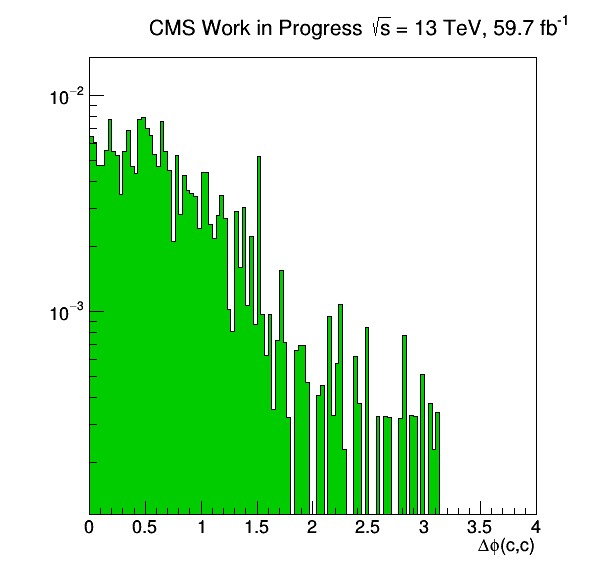 CMS Work in Progress √s = 13 TeV, 59.7 fb⁻¹
10⁻²
10⁻³
0 0.5 1 1.5 2 2.5 3 3.5 4
Δϕ(c,c)